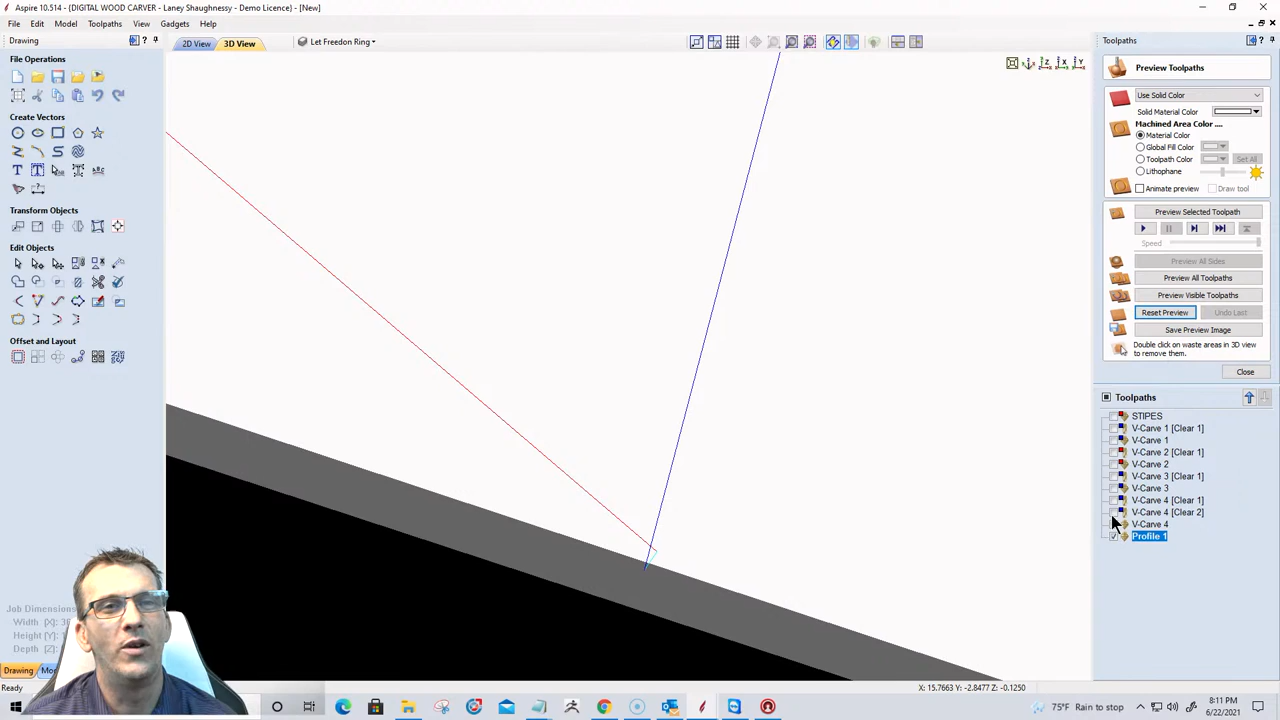 Aspire 10.514 - (DIGITAL WOOD CARVER - Laney Shaughnessy - Demo Licence) - [New]
File Edit Model Toolpaths View Gadgets Help
Drawing
2D View 3D View Let Freedon Ring
Toolpaths
File Operations
Create Vectors
Transform Objects
Edit Objects
Offset and Layout
Preview Toolpaths
Use Solid Color
Solid Material Color
Machined Area Color ....
Material Color
Global Fill Color
Toolpath Color Set All
Lithophane
Animate preview Draw tool
Preview Selected Toolpath
Speed
Preview All Sides
Preview All Toolpaths
Preview Visible Toolpaths
Reset Preview Undo Last
Save Preview Image
Double click on waste areas in 3D view
to remove them.
Close
Toolpaths
STIPES
V-Carve 1 [Clear 1]
V-Carve 1
V-Carve 2 [Clear 1]
V-Carve 2
V-Carve 3 [Clear 1]
V-Carve 3
V-Carve 4 [Clear 1]
V-Carve 4 [Clear 2]
V-Carve 4
Profile 1
Job Dimensions
Width [X]:
Height [Y]:
Depth [Z]:
Drawing
Ready
X: 15.7663 Y: -2.8477 Z: -0.1250
75°F Rain to stop
8:11 PM
6/22/2021